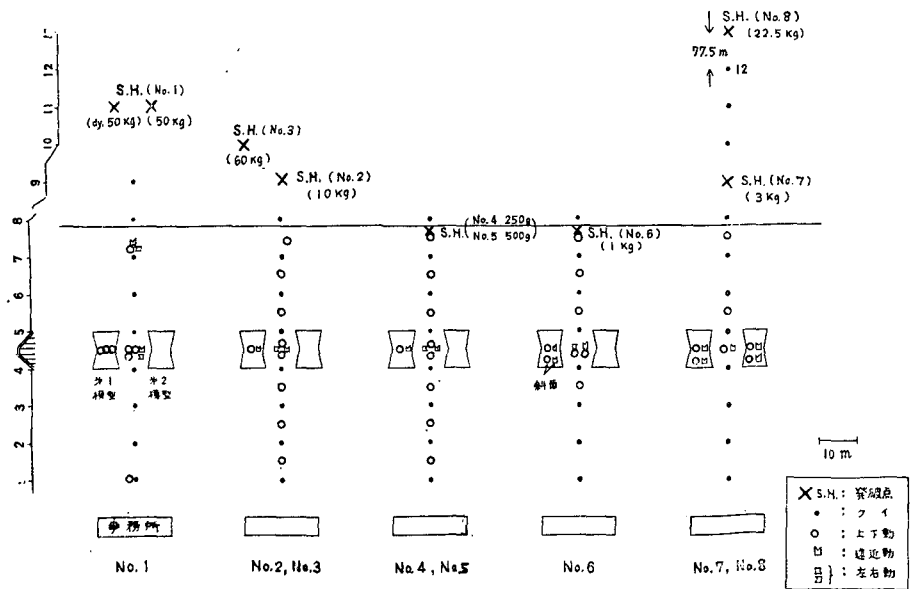 S.H. (No.8)
(22.5 Kg)
77.5 m
12
S.H. (No.1)
(dy. 50 Kg) (50 Kg)
S.H. (No.3)
(60 Kg)
S.H. (No.2)
(10 Kg)
S.H. (No.7)
(3 Kg)
S.H. (No.4 250g
No.5 500g)
S.H. (No.6)
(1 Kg)
13
12
11
10
9
8
7
6
5
4
3
2
1
才1
模型
才2
模型
斜面
10 m
事務所
No.1
No.2, No.3
No.4, No.5
No.6
No.7, No.8
S.H. : 発破点
: クイ
: 上下動
: 遠近動
: 左右動